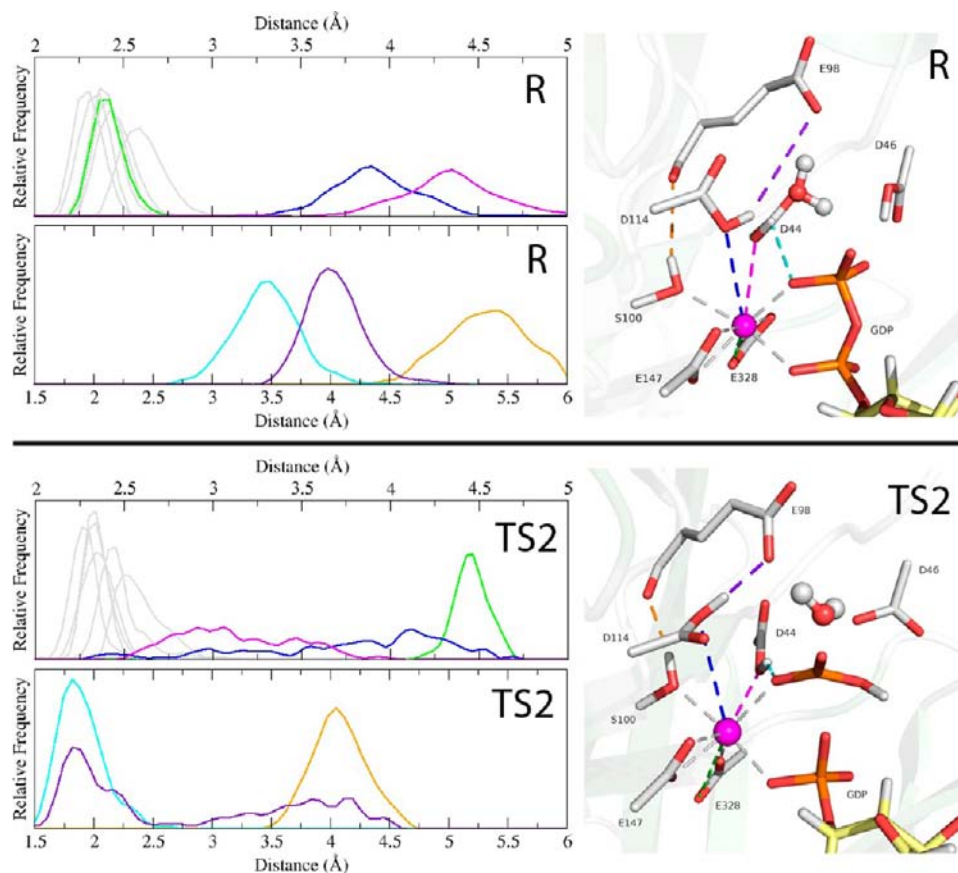 Distance (Å)
2 2.5 3 3.5 4 4.5 5
Relative Frequency
R
Relative Frequency
R
1.5 2 2.5 3 3.5 4 4.5 5 5.5 6
Distance (Å)
R
E98
D46
D114
D44
S100
GDP
E147
E328
Distance (Å)
2 2.5 3 3.5 4 4.5 5
Relative Frequency
TS2
Relative Frequency
TS2
1.5 2 2.5 3 3.5 4 4.5 5 5.5 6
Distance (Å)
TS2
E98
D46
D114
D44
S100
GDP
E328
E147